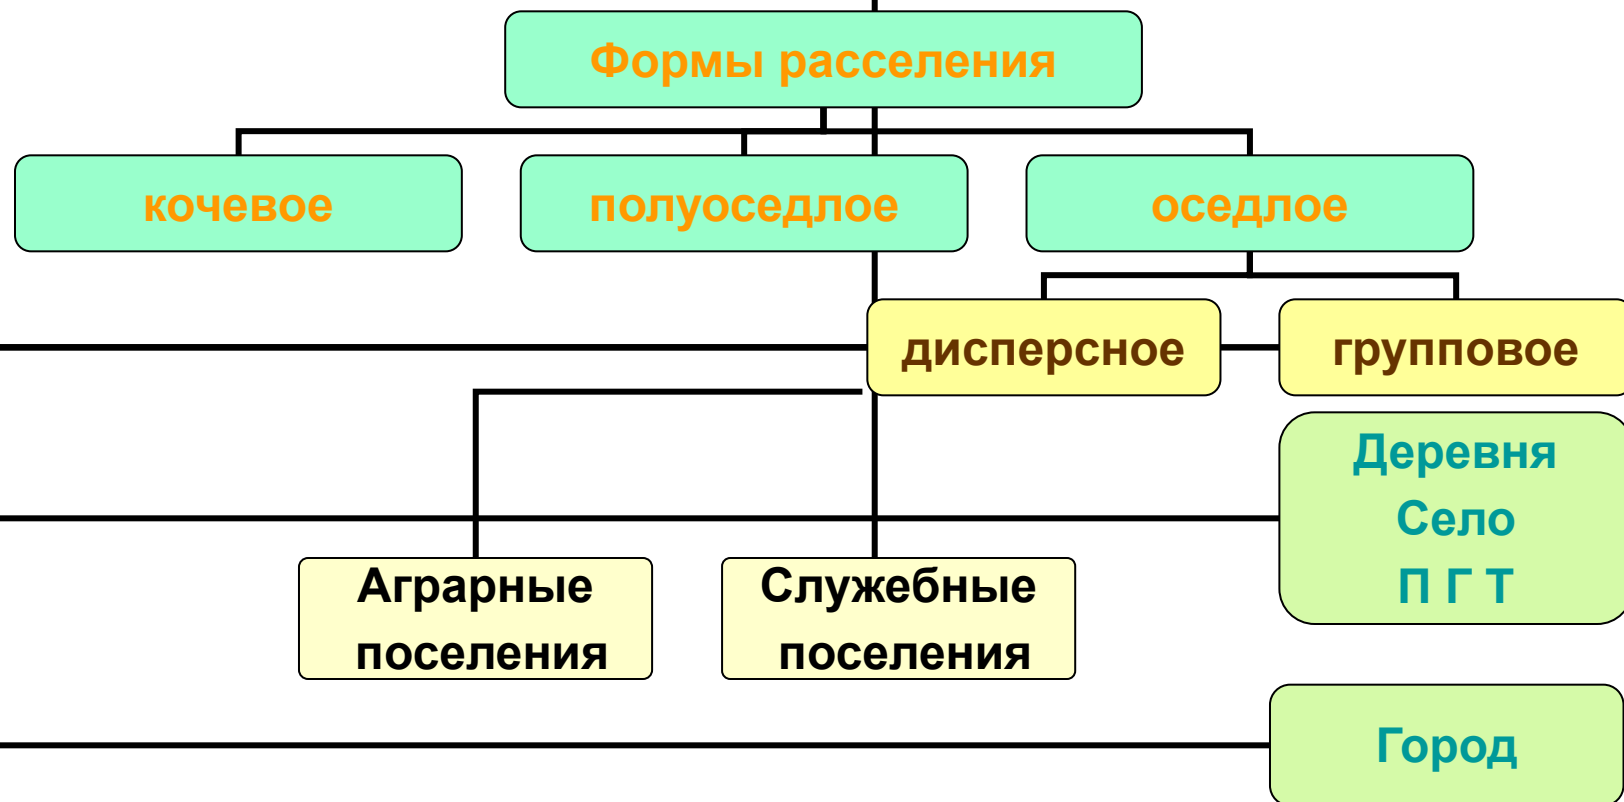 Формы расселения
кочевое
полуоседлое
оседлое
дисперсное
групповое
Деревня
Село
П Г Т
Аграрные
поселения
Служебные
поселения
Город